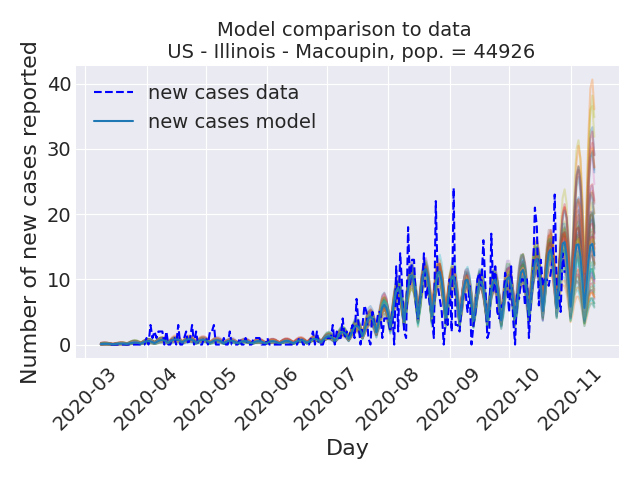 Model comparison to data
US - Illinois - Macoupin, pop. = 44926
Number of new cases reported
40
30
20
10
0
new cases data
new cases model
2020-03
2020-04
2020-05
2020-06
2020-07
2020-08
2020-09
2020-10
2020-11
Day